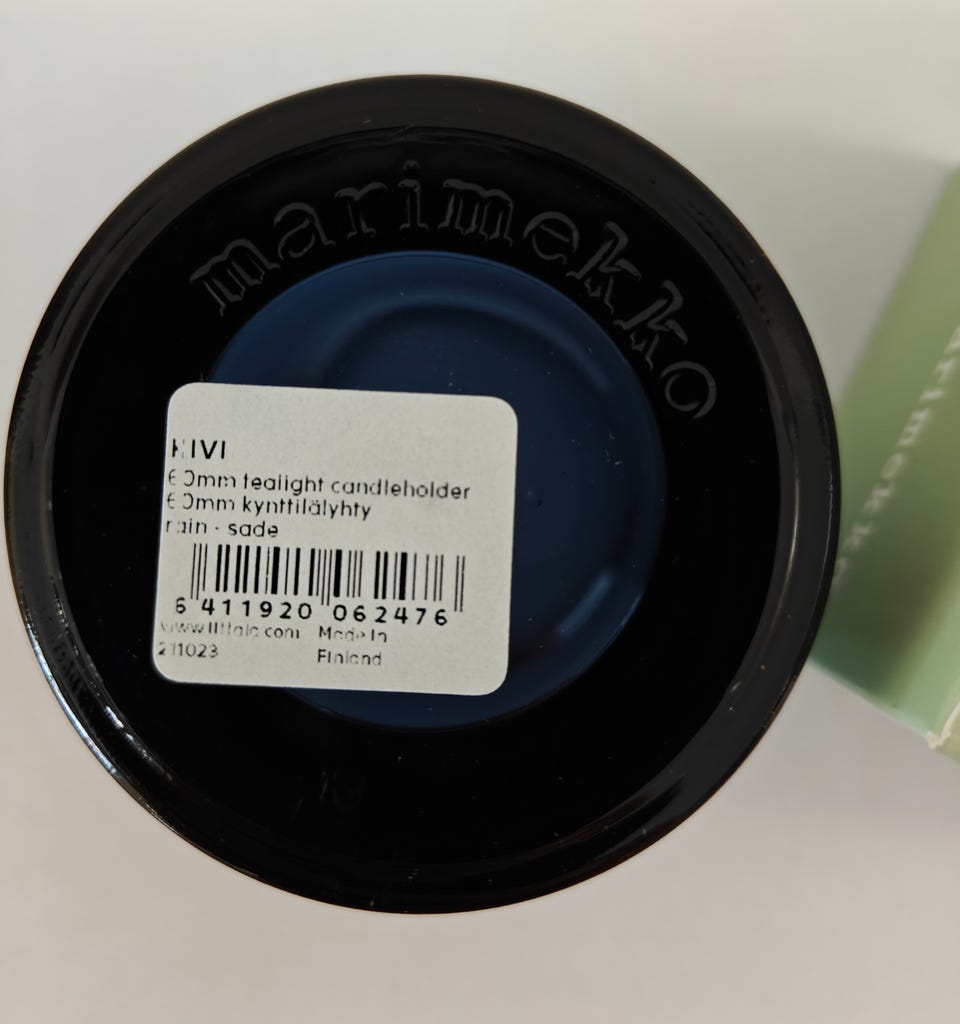 marimekko
KIVI
60mm tealight candleholder
60mm kynttilälyhty
rain - sade
6 411920 062476
www.iittala.com Made in
211023 Finland
marimekko